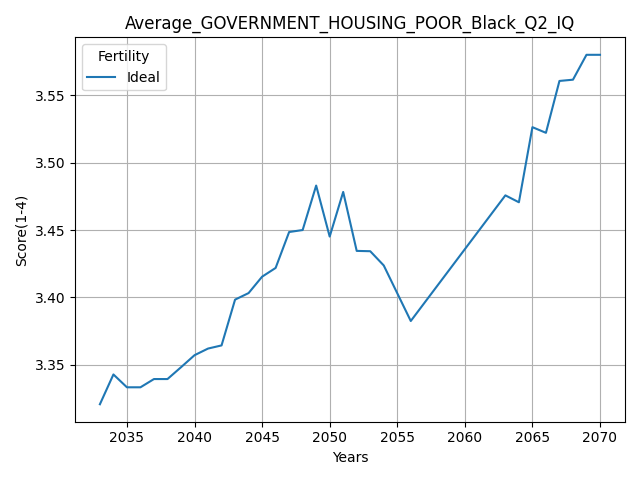 Average_GOVERNMENT_HOUSING_POOR_Black_Q2_IQ
Fertility
Ideal
3.55
3.50
3.45
3.40
3.35
Score(1-4)
2035 2040 2045 2050 2055 2060 2065 2070
Years